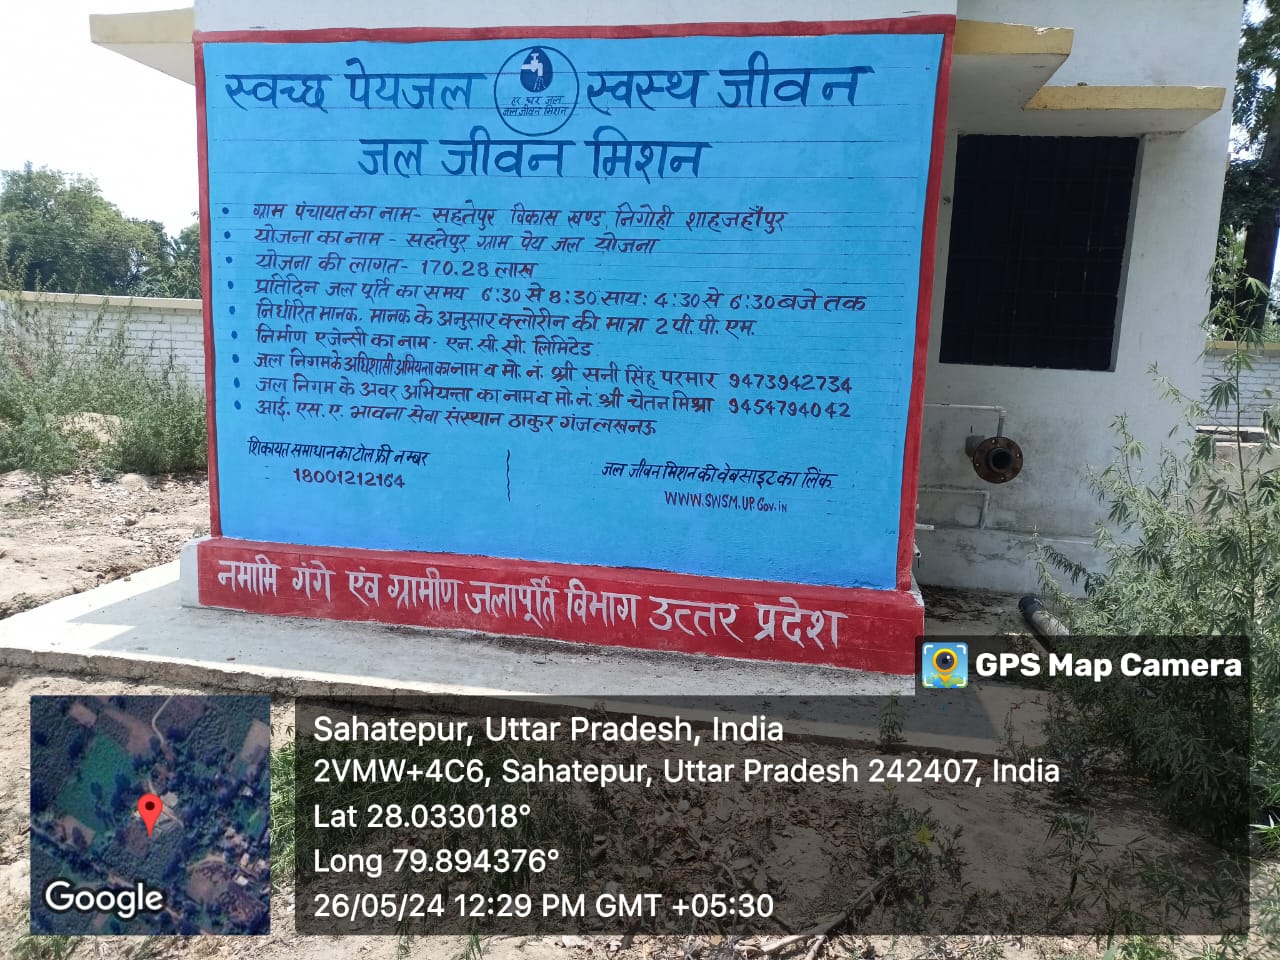 स्वच्छ पेयजल
हर घर जल
जल जीवन मिशन
स्वस्थ जीवन
जल जीवन मिशन
• ग्राम पंचायत का नाम- सहतेपुर विकास खण्ड, निगोही शाहजहाँपुर
• योजना का नाम - सहतेपुर ग्राम पेय जल योजना
• योजना की लागत- 170.28 लाख
• प्रतिदिन जल पूर्ति का समय 6:30 से 8:30 साय: 4:30 से 6:30 बजे तक
• निर्धारित मानक. मानक के अनुसार क्लोरीन की मात्रा 2 पी. पी. एम.
• निर्माण एजेन्सी का नाम- एन. सी. सी. लिमिटेड
• जल निगम के अधिशासी अभियन्ता का नाम व मो. नं. श्री सनी सिंह परमार 9473942734
• जल निगम के अवर अभियन्ता का नाम व मो. नं. श्री चेतन मिश्रा 9454794042
• आई. एस. ए. भावना सेवा संस्थान ठाकुर गंज लखनऊ
शिकायत समाधान का टोल फ्री नम्बर
18001212164
जल जीवन मिशन की वेबसाइट का लिंक
WWW.SWSM.UP.Gov.iN
नमामि गंगे एंव ग्रामीण जलापूर्ति विभाग उत्तर प्रदेश
GPS Map Camera
Sahatepur, Uttar Pradesh, India
2VMW+4C6, Sahatepur, Uttar Pradesh 242407, India
Lat 28.033018°
Long 79.894376°
26/05/24 12:29 PM GMT +05:30
Google